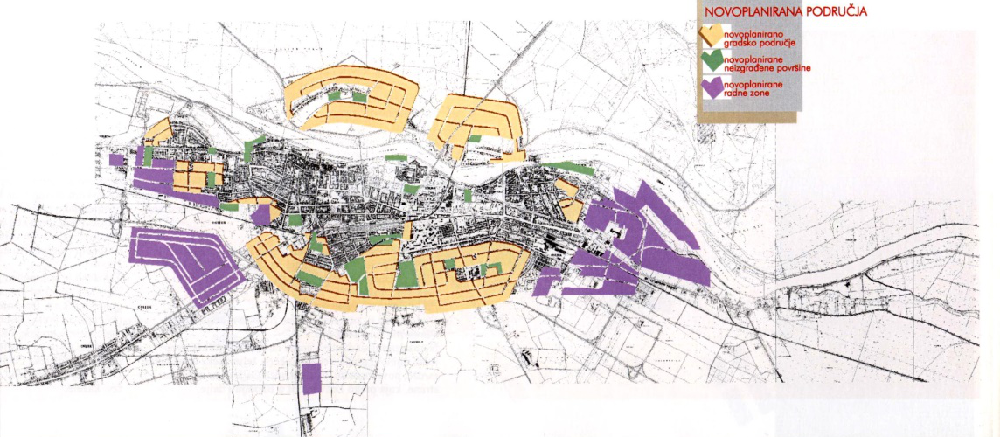 NOVOPLANIRANA PODRUČJA
novoplanirano
gradsko područje
novoplanirane
neizgrađene površine
novoplanirane
radne zone